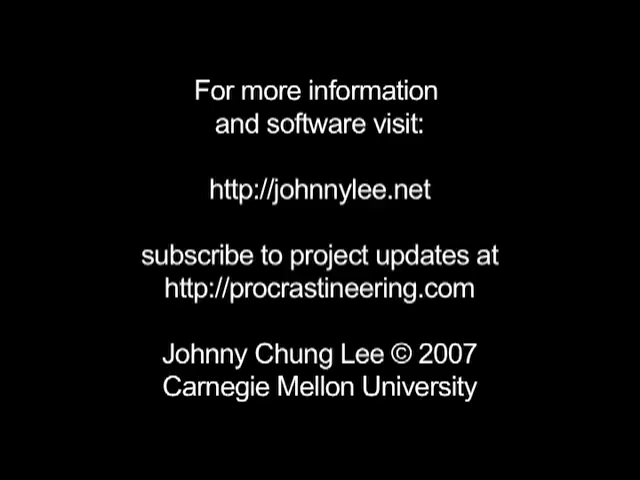 For more information
and software visit:
http://johnnylee.net
subscribe to project updates at
http://procrastineering.com
Johnny Chung Lee © 2007
Carnegie Mellon University